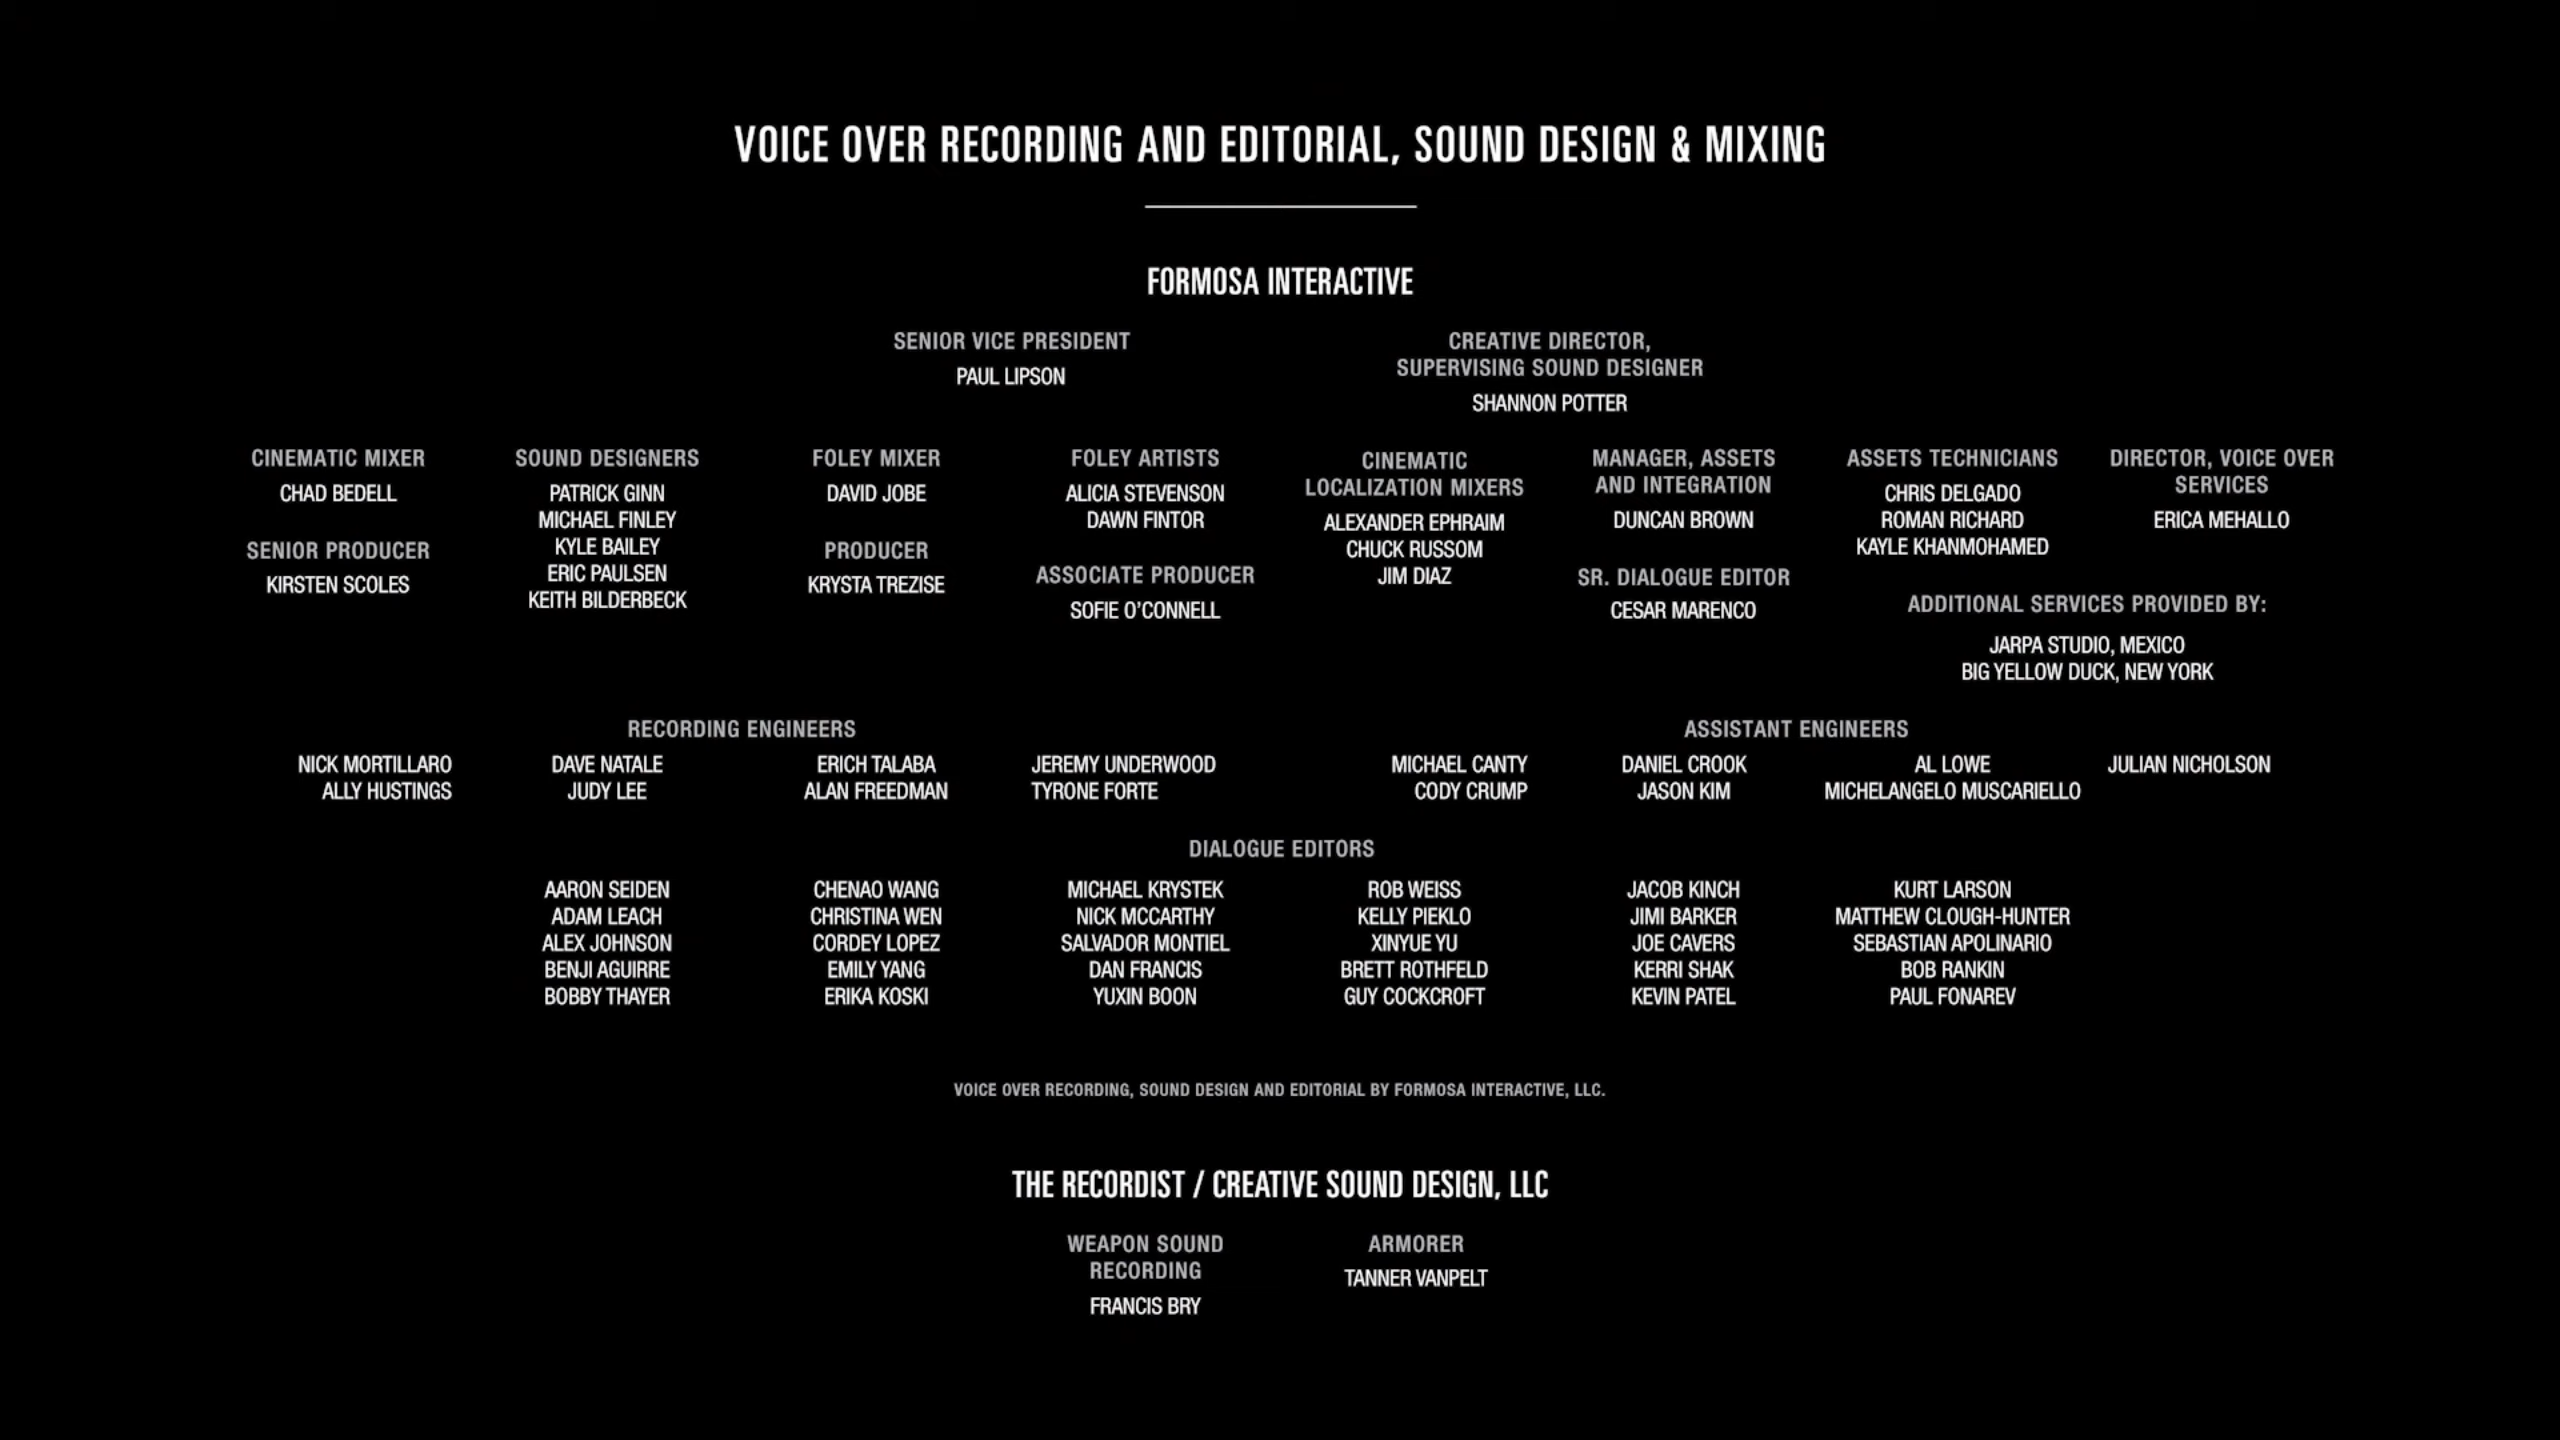 VOICE OVER RECORDING AND EDITORIAL, SOUND DESIGN & MIXING
FORMOSA INTERACTIVE
SENIOR VICE PRESIDENT
PAUL LIPSON
CREATIVE DIRECTOR,
SUPERVISING SOUND DESIGNER
SHANNON POTTER
CINEMATIC MIXER
CHAD BEDELL
SENIOR PRODUCER
KIRSTEN SCOLES
SOUND DESIGNERS
PATRICK GINN
MICHAEL FINLEY
KYLE BAILEY
ERIC PAULSEN
KEITH BILDERBECK
FOLEY MIXER
DAVID JOBE
PRODUCER
KRYSTA TREZISE
FOLEY ARTISTS
ALICIA STEVENSON
DAWN FINTOR
ASSOCIATE PRODUCER
SOFIE O'CONNELL
CINEMATIC
LOCALIZATION MIXERS
ALEXANDER EPHRAIM
CHUCK RUSSOM
JIM DIAZ
MANAGER, ASSETS
AND INTEGRATION
DUNCAN BROWN
SR. DIALOGUE EDITOR
CESAR MARENCO
ASSETS TECHNICIANS
CHRIS DELGADO
ROMAN RICHARD
KAYLE KHANMOHAMED
DIRECTOR, VOICE OVER
SERVICES
ERICA MEHALLO
ADDITIONAL SERVICES PROVIDED BY:
JARPA STUDIO, MEXICO
BIG YELLOW DUCK, NEW YORK
RECORDING ENGINEERS
NICK MORTILLARO
ALLY HUSTINGS
DAVE NATALE
JUDY LEE
ERICH TALABA
ALAN FREEDMAN
JEREMY UNDERWOOD
TYRONE FORTE
ASSISTANT ENGINEERS
MICHAEL CANTY
CODY CRUMP
DANIEL CROOK
JASON KIM
AL LOWE
MICHELANGELO MUSCARIELLO
JULIAN NICHOLSON
DIALOGUE EDITORS
AARON SEIDEN
ADAM LEACH
ALEX JOHNSON
BENJI AGUIRRE
BOBBY THAYER
CHENAO WANG
CHRISTINA WEN
CORDEY LOPEZ
EMILY YANG
ERIKA KOSKI
MICHAEL KRYSTEK
NICK MCCARTHY
SALVADOR MONTIEL
DAN FRANCIS
YUXIN BOON
ROB WEISS
KELLY PIEKLO
XINYUE YU
BRETT ROTHFELD
GUY COCKCROFT
JACOB KINCH
JIMI BARKER
JOE CAVERS
KERRI SHAK
KEVIN PATEL
KURT LARSON
MATTHEW CLOUGH-HUNTER
SEBASTIAN APOLINARIO
BOB RANKIN
PAUL FONAREV
VOICE OVER RECORDING, SOUND DESIGN AND EDITORIAL BY FORMOSA INTERACTIVE, LLC.
THE RECORDIST / CREATIVE SOUND DESIGN, LLC
WEAPON SOUND
RECORDING
FRANCIS BRY
ARMORER
TANNER VANPELT